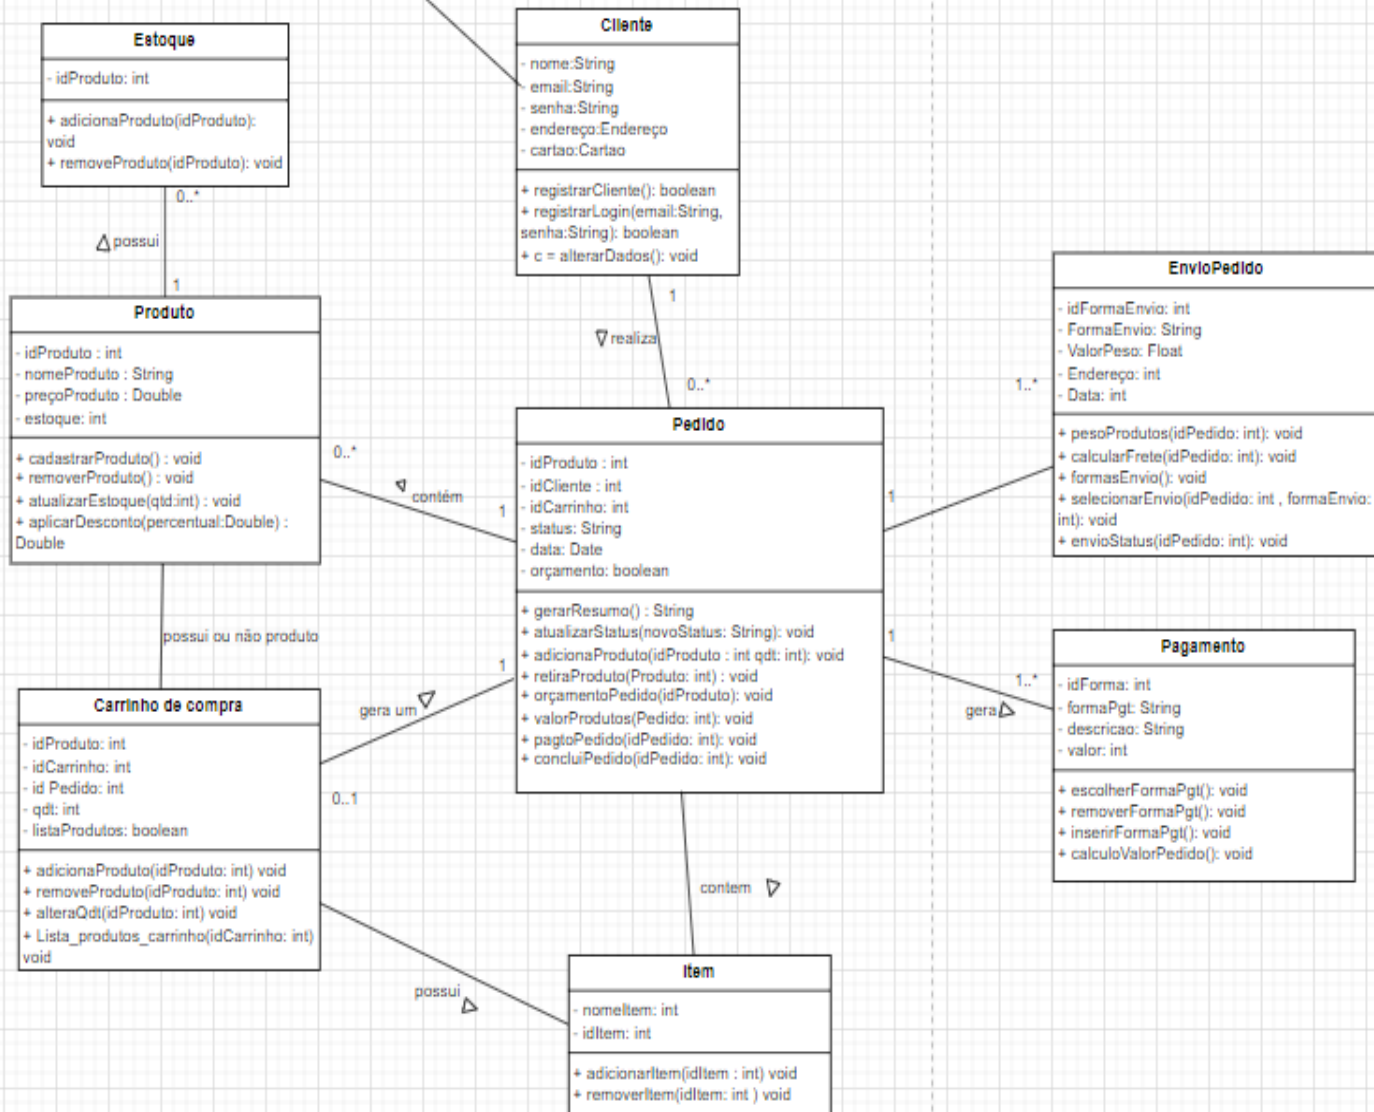 Estoque
- idProduto: int
+ adicionaProduto(idProduto):
void
+ removeProduto(idProduto): void
0..*
possui
1
Cliente
- nome:String
- email:String
- senha:String
- endereço:Endereço
- cartao:Cartao
+ registrarCliente(): boolean
+ registrarLogin(email:String,
senha:String): boolean
+ c = alterarDados(): void
1
realiza
0..*
Produto
- idProduto : int
- nomeProduto : String
- preçoProduto : Double
- estoque: int
+ cadastrarProduto() : void
+ removerProduto() : void
+ atualizarEstoque(qtd:int) : void
+ aplicarDesconto(percentual:Double) :
Double
0..*
contém
1
possui ou não produto
Pedido
- idProduto : int
- idCliente : int
- idCarrinho: int
- status: String
- data: Date
- orçamento: boolean
+ gerarResumo() : String
+ atualizarStatus(novoStatus: String): void
+ adicionaProduto(idProduto : int qdt: int): void
+ retiraProduto(Produto: int) : void
+ orçamentoPedido(idProduto): void
+ valorProdutos(Pedido: int): void
+ pagtoPedido(idPedido: int): void
+ concluiPedido(idPedido: int): void
EnvioPedido
- idFormaEnvio: int
- FormaEnvio: String
- ValorPeso: Float
- Endereço: int
- Data: int
+ pesoProdutos(idPedido: int): void
+ calcularFrete(idPedido: int): void
+ formasEnvio(): void
+ selecionarEnvio(idPedido: int , formaEnvio:
int): void
+ envioStatus(idPedido: int): void
1..*
1
1
1..*
gera
Pagamento
- idForma: int
- formaPgt: String
- descricao: String
- valor: int
+ escolherFormaPgt(): void
+ removerFormaPgt(): void
+ inserirFormaPgt(): void
+ calculoValorPedido(): void
Carrinho de compra
- idProduto: int
- idCarrinho: int
- id Pedido: int
- qdt: int
- listaProdutos: boolean
+ adicionaProduto(idProduto: int) void
+ removeProduto(idProduto: int) void
+ alteraQdt(idProduto: int) void
+ Lista_produtos_carrinho(idCarrinho: int)
void
1
gera um
0..1
possui
contem
Item
- nomeItem: int
- idItem: int
+ adicionarItem(idItem : int) void
+ removerItem(idItem: int ) void